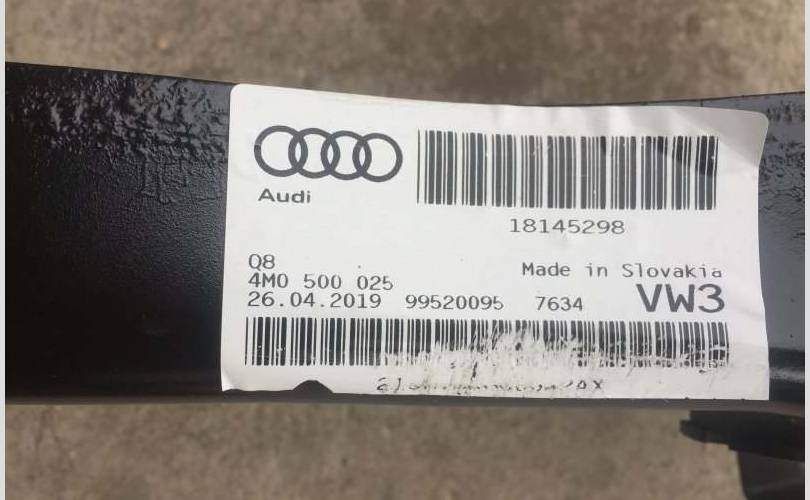 Audi
18145298
Q8
Made in Slovakia
4M0 500 025
26.04.2019 99520095 7634 VW3